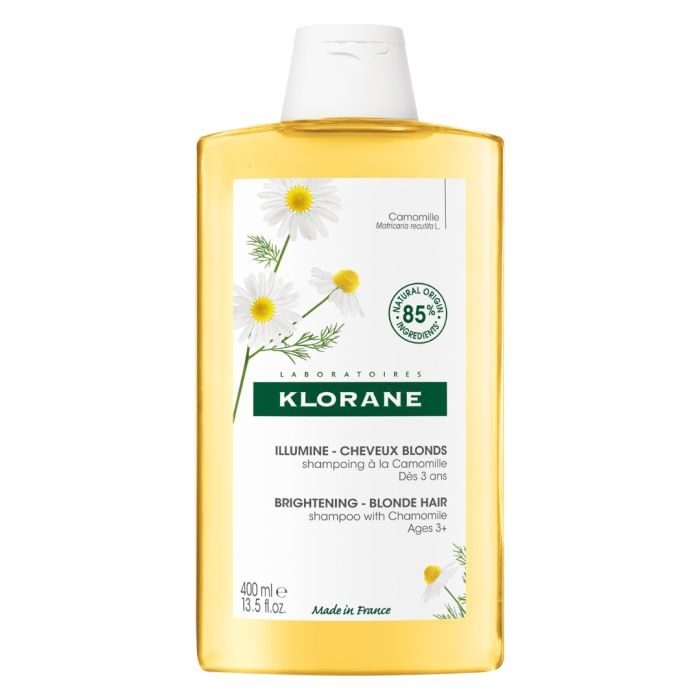 Camomille
Matricaria recutita L.
NATURAL ORIGIN
85%
INGREDIENTS*
LABORATOIRES
KLORANE
ILLUMINE - CHEVEUX BLONDS
shampoing à la Camomille
Dès 3 ans
BRIGHTENING - BLONDE HAIR
shampoo with Chamomile
Ages 3+
400 ml ℮
13.5 fl.oz.
Made in France